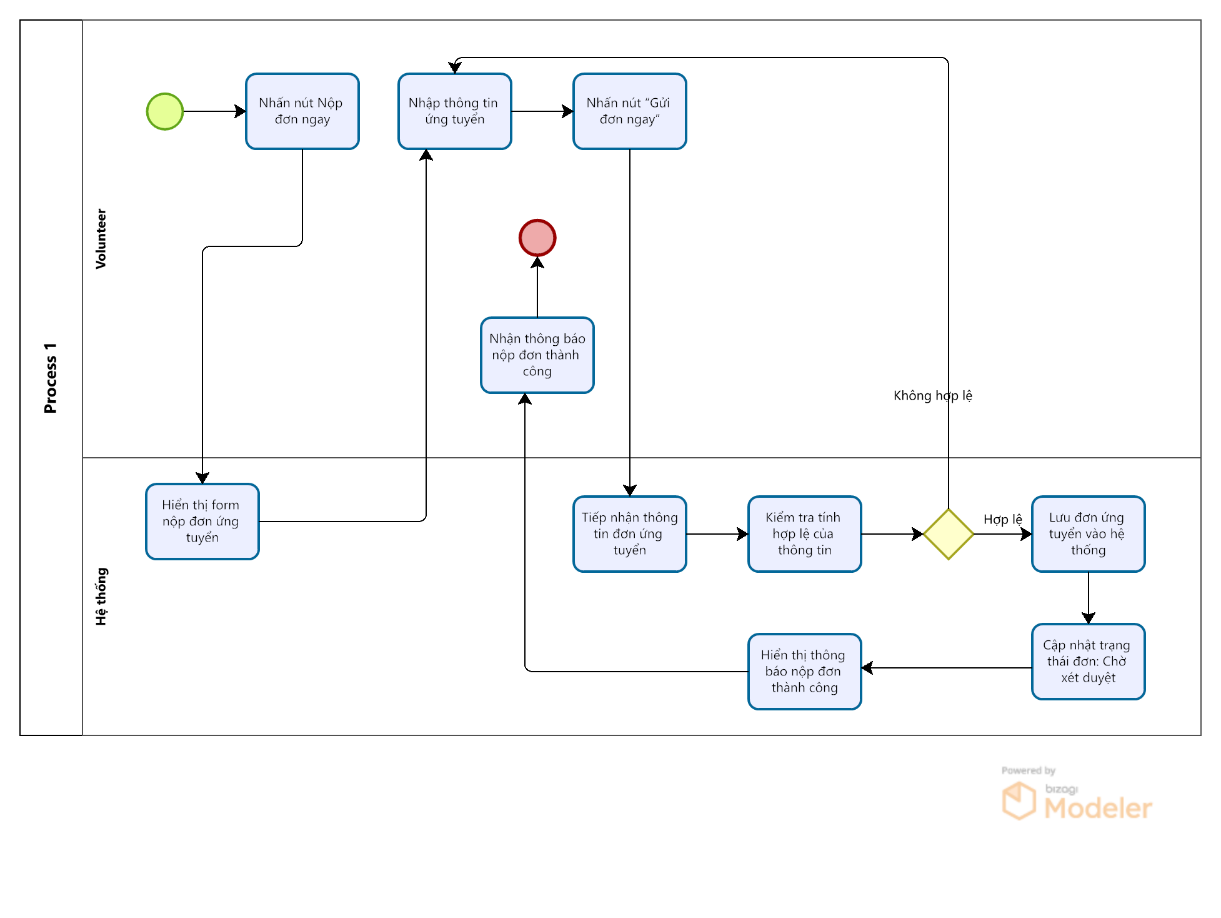 Process 1
Volunteer
Nhấn nút Nộp
đơn ngay
Nhập thông tin
ứng tuyển
Nhấn nút “Gửi
đơn ngay”
Nhận thông báo
nộp đơn thành
công
Không hợp lệ
Hệ thống
Hiển thị form
nộp đơn ứng
tuyển
Tiếp nhận thông
tin đơn ứng
tuyển
Kiểm tra tính
hợp lệ của
thông tin
Hợp lệ
Lưu đơn ứng
tuyển vào hệ
thống
Cập nhật trạng
thái đơn: Chờ
xét duyệt
Hiển thị thông
báo nộp đơn
thành công
Powered by
bizagi
Modeler